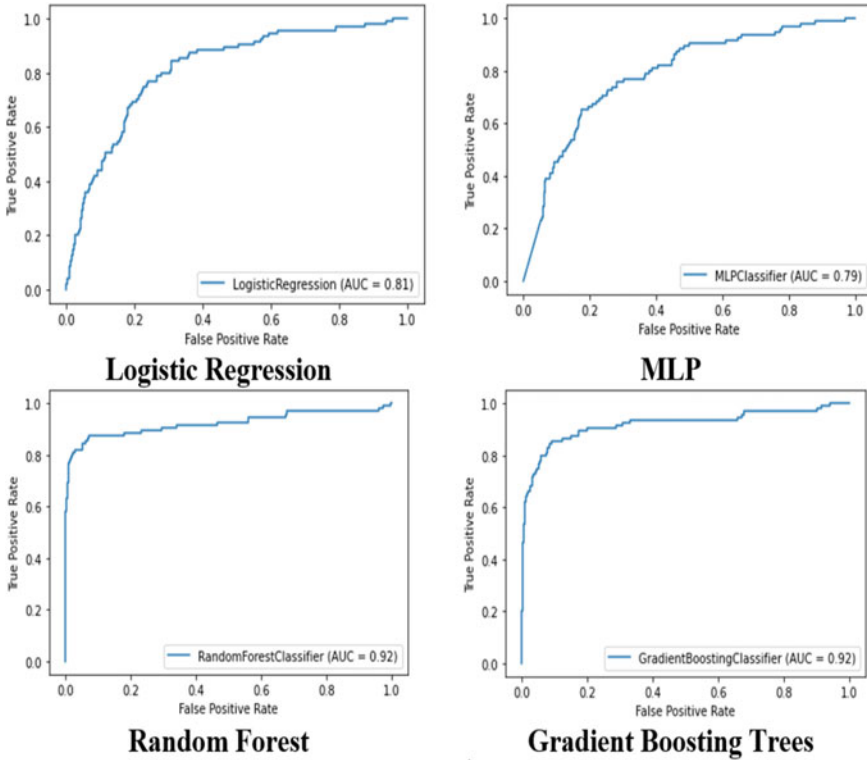 True Positive Rate
1.0
0.8
0.6
0.4
0.2
0.0
LogisticRegression (AUC = 0.81)
0.0 0.2 0.4 0.6 0.8 1.0
False Positive Rate
Logistic Regression
True Positive Rate
1.0
0.8
0.6
0.4
0.2
0.0
MLPClassifier (AUC = 0.79)
0.0 0.2 0.4 0.6 0.8 1.0
False Positive Rate
MLP
True Positive Rate
1.0
0.8
0.6
0.4
0.2
0.0
RandomForestClassifier (AUC = 0.92)
0.0 0.2 0.4 0.6 0.8 1.0
False Positive Rate
Random Forest
True Positive Rate
1.0
0.8
0.6
0.4
0.2
0.0
GradientBoostingClassifier (AUC = 0.92)
0.0 0.2 0.4 0.6 0.8 1.0
False Positive Rate
Gradient Boosting Trees